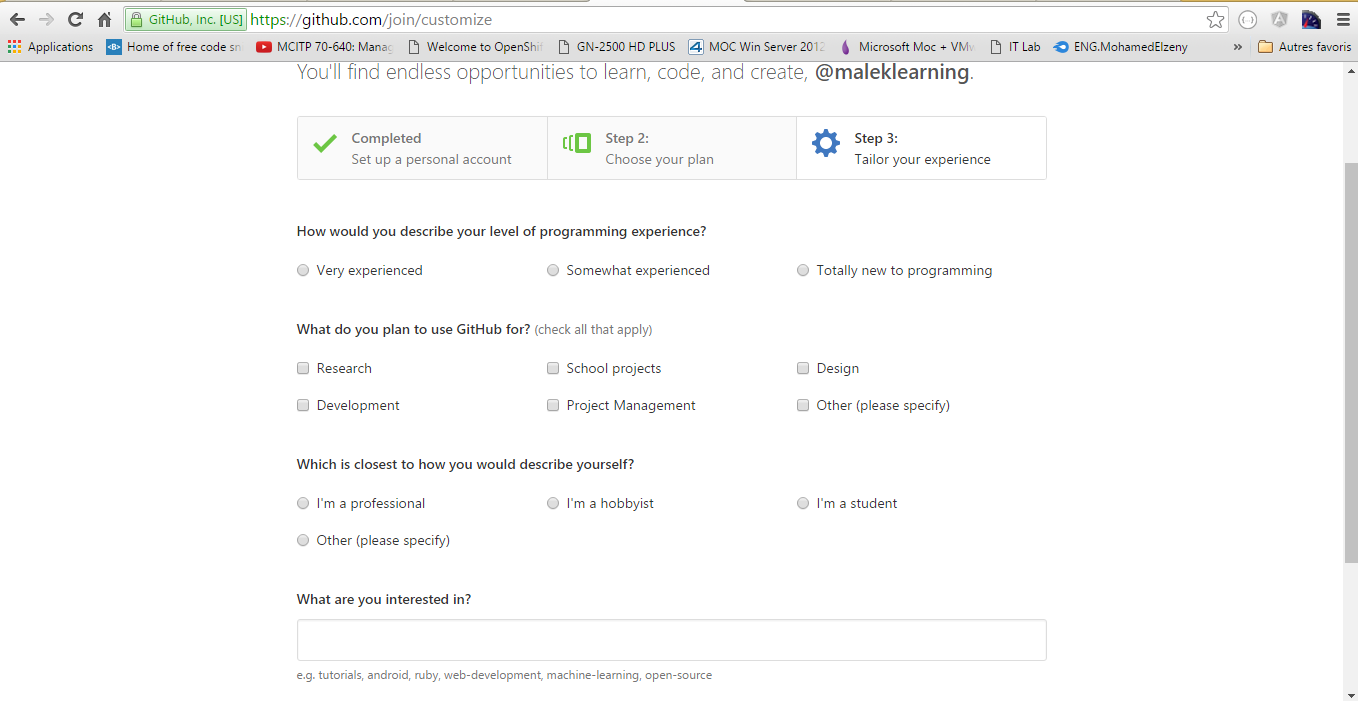 GitHub, Inc. [US] https://github.com/join/customize
Applications Home of free code sn MCITP 70-640: Manag Welcome to OpenShif GN-2500 HD PLUS MOC Win Server 2012 Microsoft Moc + VMw IT Lab ENG.MohamedElzeny » Autres favoris
You'll find endless opportunities to learn, code, and create, @maleklearning.
Completed Step 2: Step 3:
Set up a personal account Choose your plan Tailor your experience
How would you describe your level of programming experience?
Very experienced Somewhat experienced Totally new to programming
What do you plan to use GitHub for? (check all that apply)
Research School projects Design
Development Project Management Other (please specify)
Which is closest to how you would describe yourself?
I'm a professional I'm a hobbyist I'm a student
Other (please specify)
What are you interested in?
e.g. tutorials, android, ruby, web-development, machine-learning, open-source